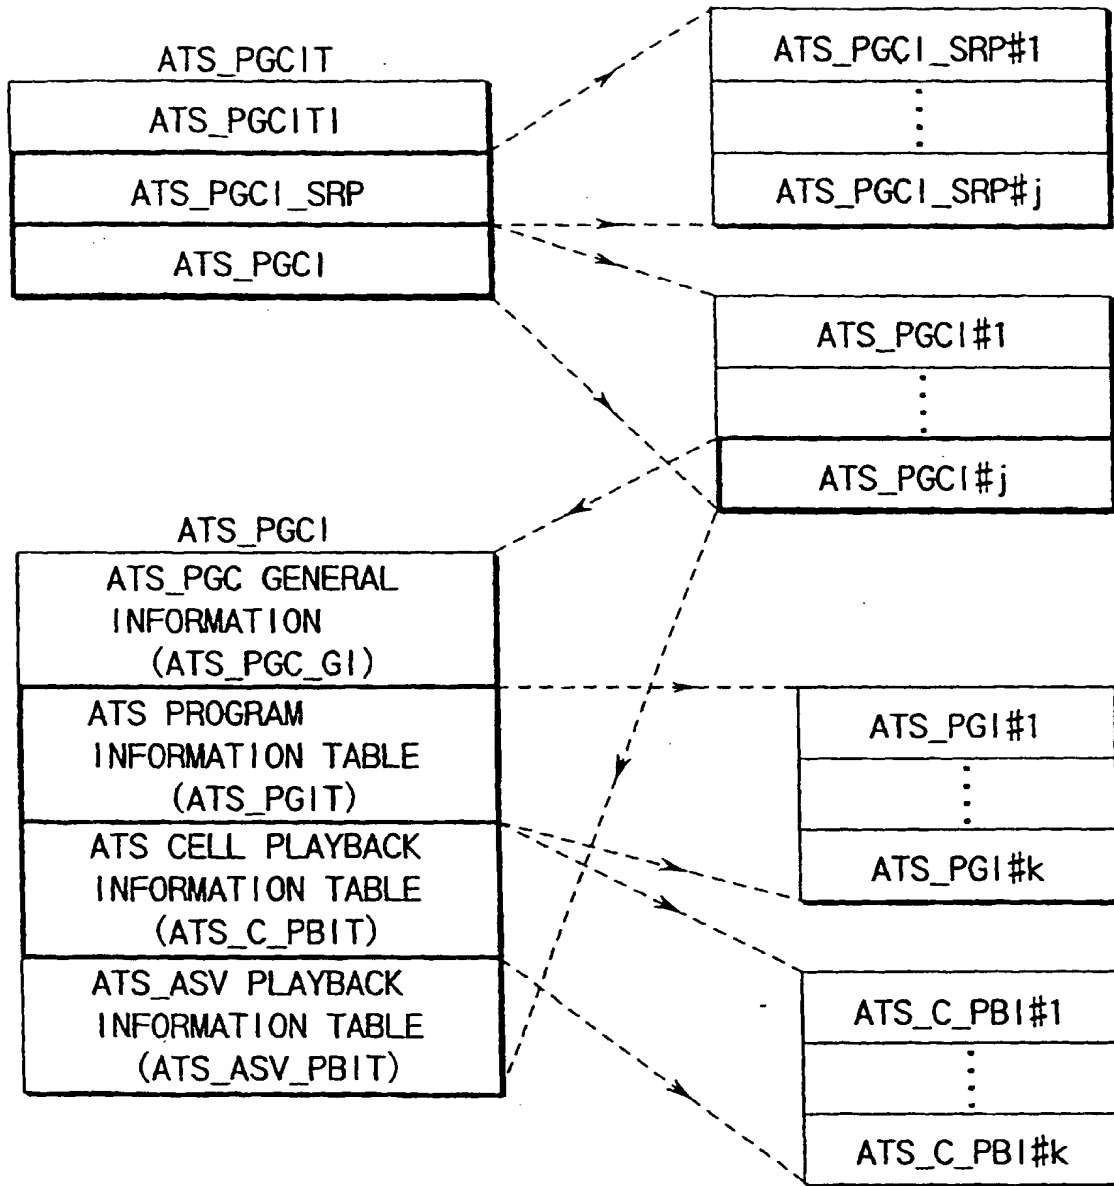 ATS_PGCIT
ATS_PGCITI
ATS_PGCI_SRP
ATS_PGCI
ATS_PGCI_SRP#1
ATS_PGCI_SRP#j
ATS_PGCI#1
ATS_PGCI#j
ATS_PGCI
ATS_PGC GENERAL
INFORMATION
(ATS_PGC_GI)
ATS PROGRAM
INFORMATION TABLE
(ATS_PGIT)
ATS CELL PLAYBACK
INFORMATION TABLE
(ATS_C_PBIT)
ATS_ASV PLAYBACK
INFORMATION TABLE
(ATS_ASV_PBIT)
ATS_PGI#1
ATS_PGI#k
ATS_C_PBI#1
ATS_C_PBI#k